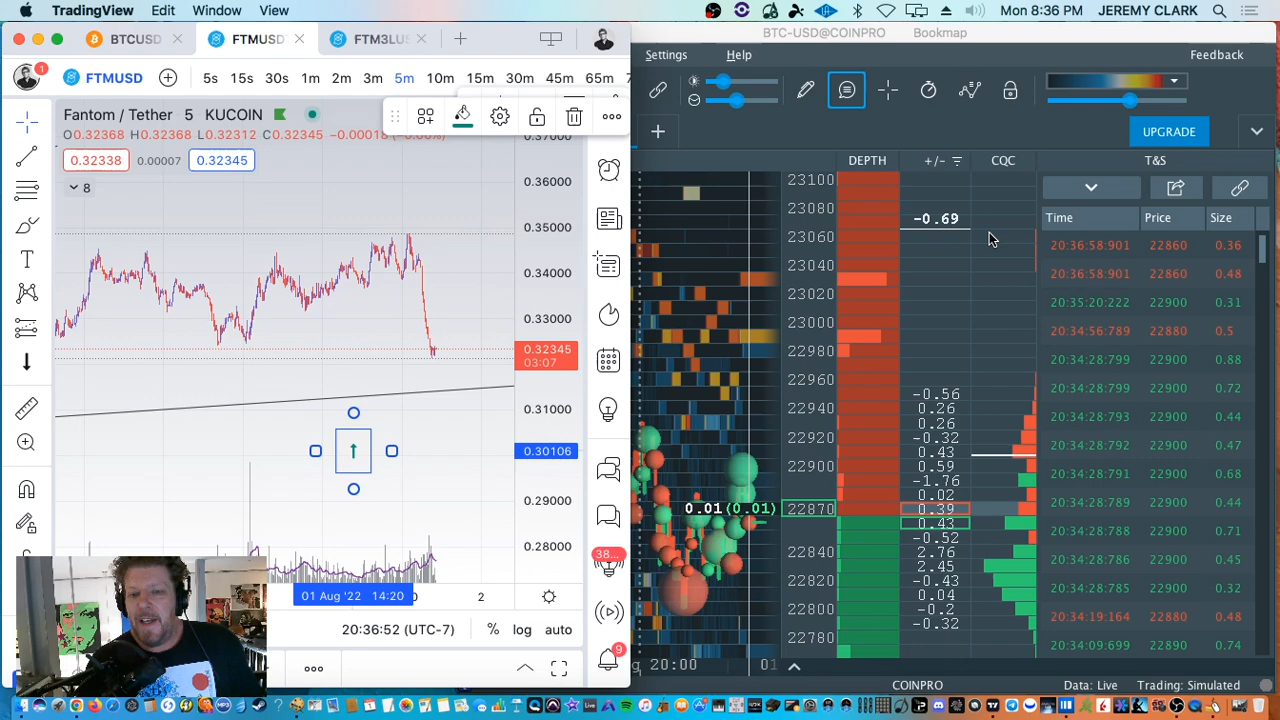 TradingView Edit Window View Mon 8:36 PM JEREMY CLARK
BTCUSD FTMUSD FTM3LUS
BTC-USD@COINPRO Bookmap
Settings Help Feedback
1 FTMUSD 5s 15s 30s 1m 2m 3m 5m 10m 15m 30m 45m 65m
Fantom / Tether 5 KUCOIN
O0.32368 H0.32368 L0.32312 C0.32345 −0.00018
0.32338 0.00007 0.32345
8
0.37000
0.36000
0.35000
0.34000
0.33000
0.32345
03:07
0.31000
0.30106
0.29000
0.28000
01 Aug '22 14:20 2
20:36:52 (UTC-7) % log auto
38...
9
UPGRADE
DEPTH +/- CQC T&S
23100
23080
23060
23040
23020
23000
22980
22960
22940
22920
22900
22870
22840
22820
22800
22780
0.01(0.01)
-0.69
-0.56
0.26
0.26
-0.32
0.43
0.59
-1.76
0.02
0.39
0.43
-0.52
2.76
2.45
-0.43
0.04
-0.2
-0.32
Time Price Size
20:36:58:901 22860 0.36
20:36:58:901 22860 0.48
20:35:20:222 22900 0.31
20:34:56:789 22880 0.5
20:34:28:799 22900 0.88
20:34:28:799 22900 0.72
20:34:28:793 22900 0.44
20:34:28:792 22900 0.47
20:34:28:791 22900 0.68
20:34:28:789 22900 0.44
20:34:28:788 22900 0.71
20:34:28:786 22900 0.45
20:34:28:785 22900 0.32
20:34:19:164 22880 0.48
20:34:09:699 22890 0.74
g 20:00 01
COINPRO Data: Live Trading: Simulated